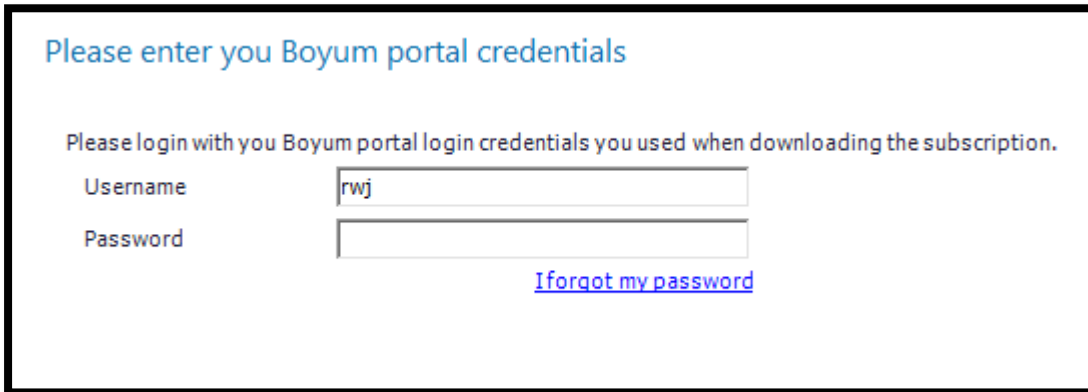 Please enter you Boyum portal credentials
Please login with you Boyum portal login credentials you used when downloading the subscription.
Username rwj
Password
I forgot my password